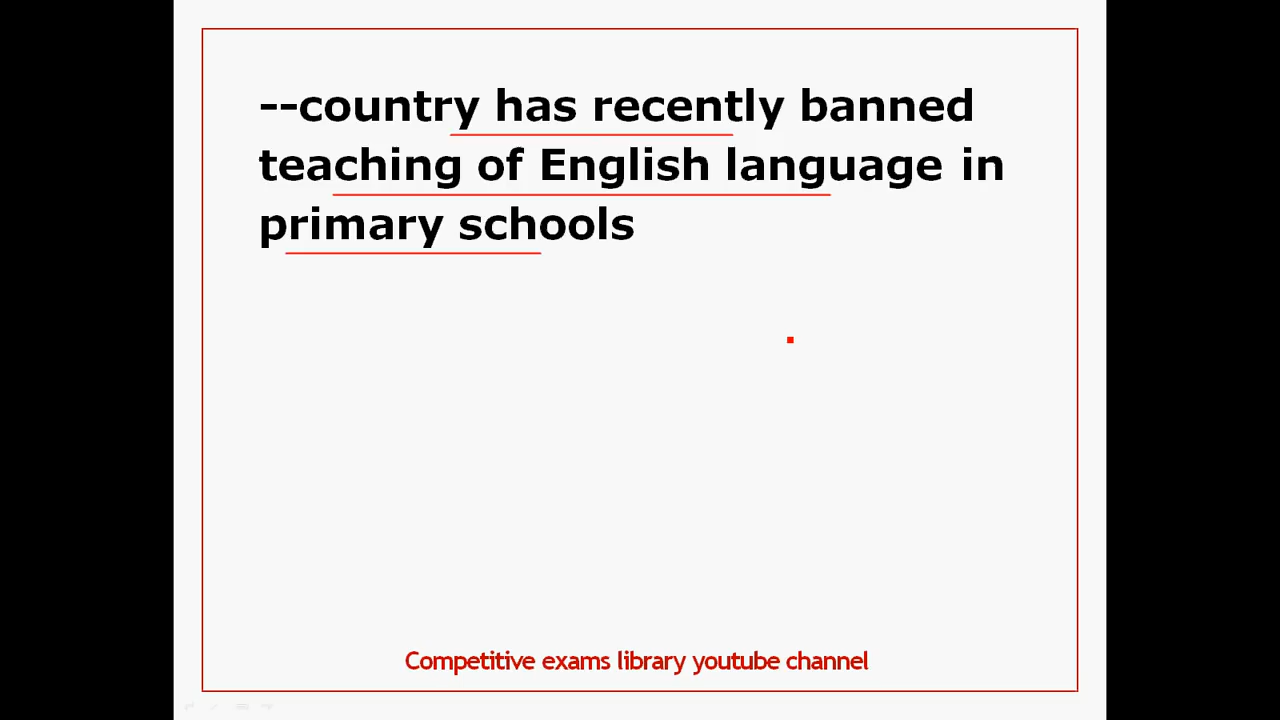 --country has recently banned
teaching of English language in
primary schools
Competitive exams library youtube channel